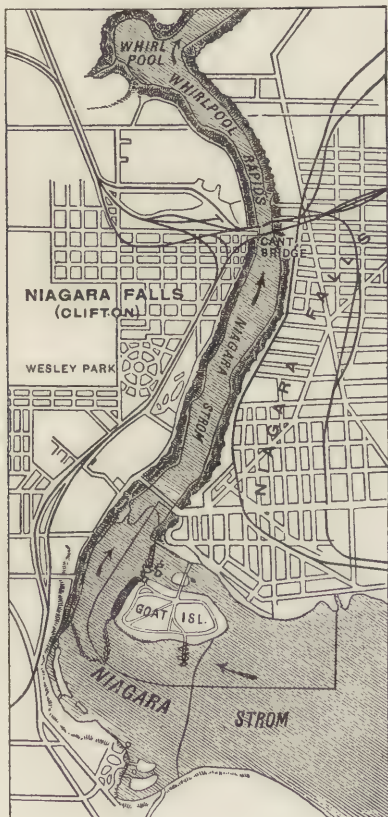 WHIRL
POOL
WHIRLPOOL
RAPIDS
CANT.
BRIDGE
NIAGARA FALLS
(CLIFTON)
NIAGARA FALLS
WESLEY PARK
NIAGARA
STROM
GOAT ISL.
NIAGARA
STROM